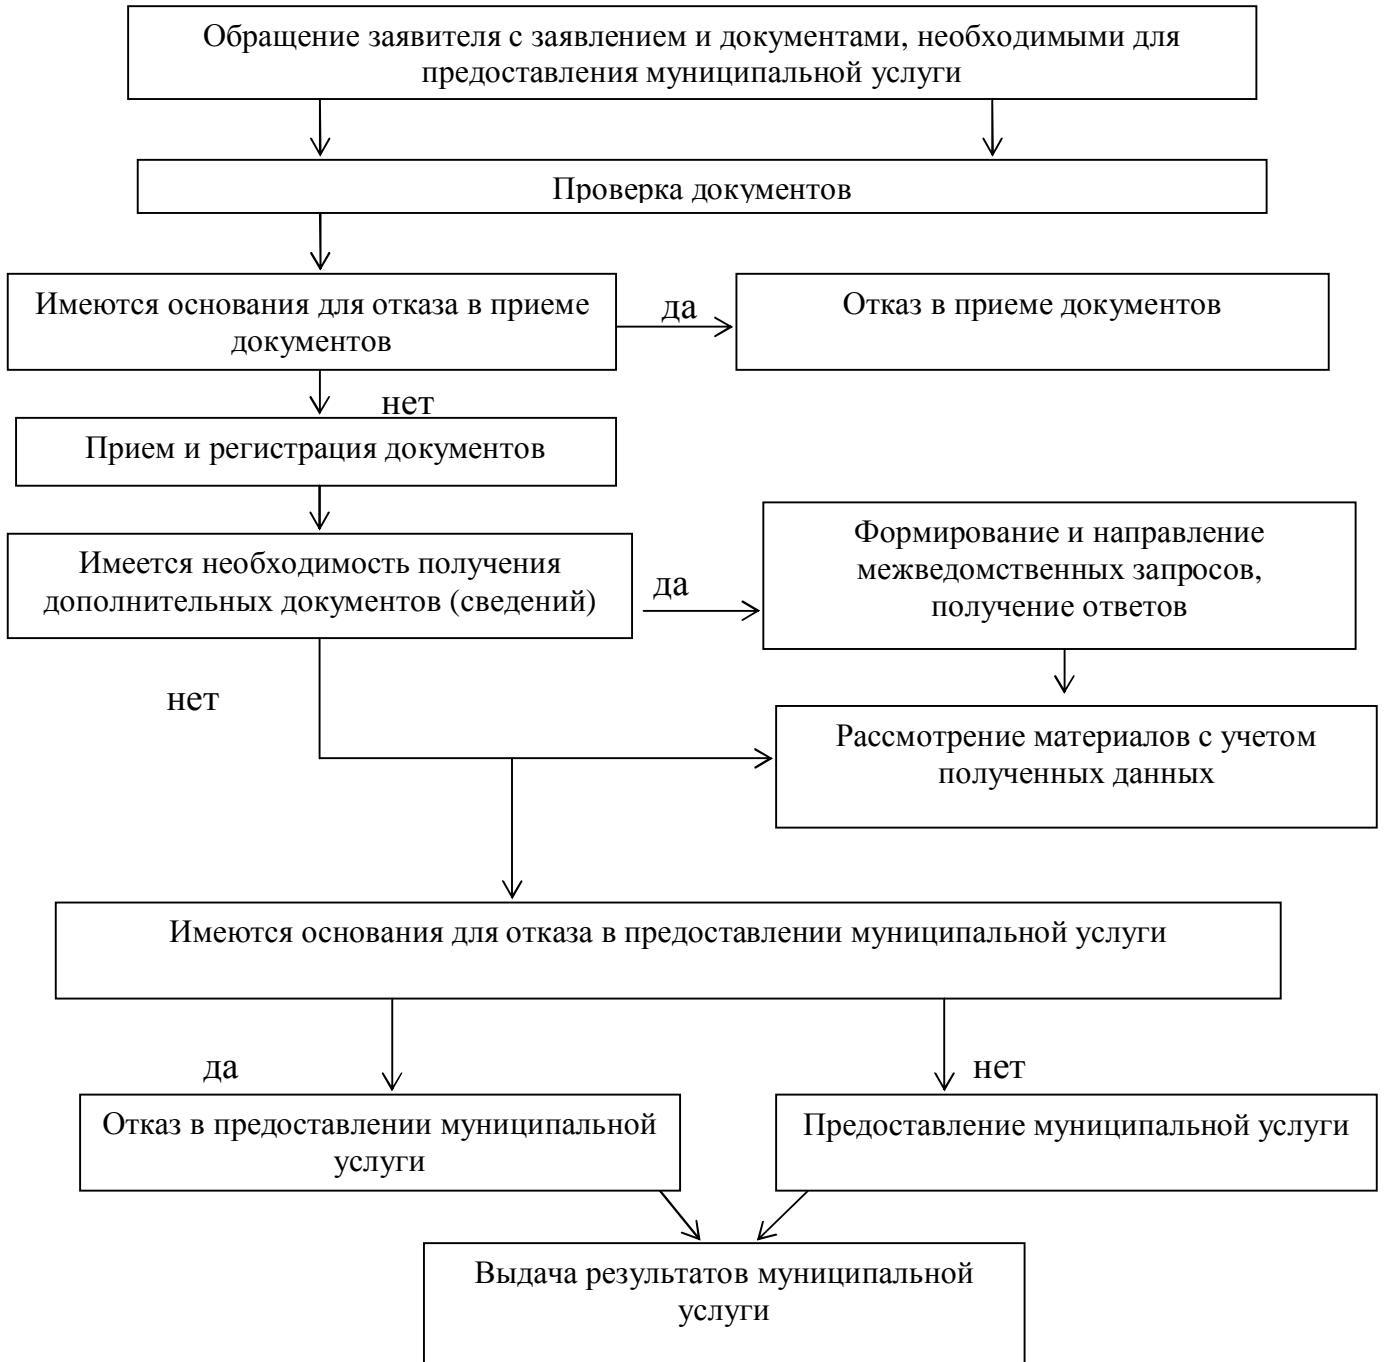 Обращение заявителя с заявлением и документами, необходимыми для
предоставления муниципальной услуги
Проверка документов
Имеются основания для отказа в приеме
документов
да
Отказ в приеме документов
нет
Прием и регистрация документов
Имеется необходимость получения
дополнительных документов (сведений)
да
Формирование и направление
межведомственных запросов,
получение ответов
нет
Рассмотрение материалов с учетом
полученных данных
Имеются основания для отказа в предоставлении муниципальной услуги
да
нет
Отказ в предоставлении муниципальной
услуги
Предоставление муниципальной услуги
Выдача результатов муниципальной
услуги